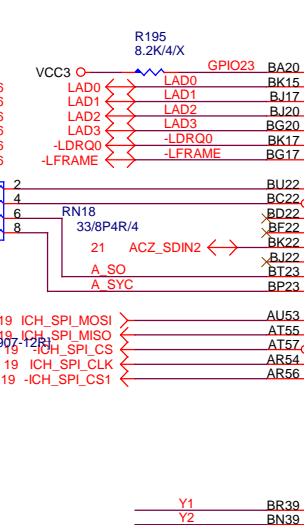 R195
8.2K/4/X
VCC3 GPIO23 BA20
LAD0 LAD0 BK15
LAD1 LAD1 BJ17
LAD2 LAD2 BJ20
LAD3 LAD3 BG20
-LDRQ0 -LDRQ0 BK17
-LFRAME -LFRAME BG17
2 BU22
4 BC22
6 RN18 BD22
8 33/8P4R/4 BF22
21 ACZ_SDIN2 BK22
BJ22
A_SO BT23
A_SYC BP23
19 ICH_SPI_MOSI AU53
19 ICH_SPI_MISO AT55
907-12R]
19 -ICH_SPI_CS AT57
19 ICH_SPI_CLK AR54
19 -ICH_SPI_CS1 AR56
Y1 BR39
Y2 BN39